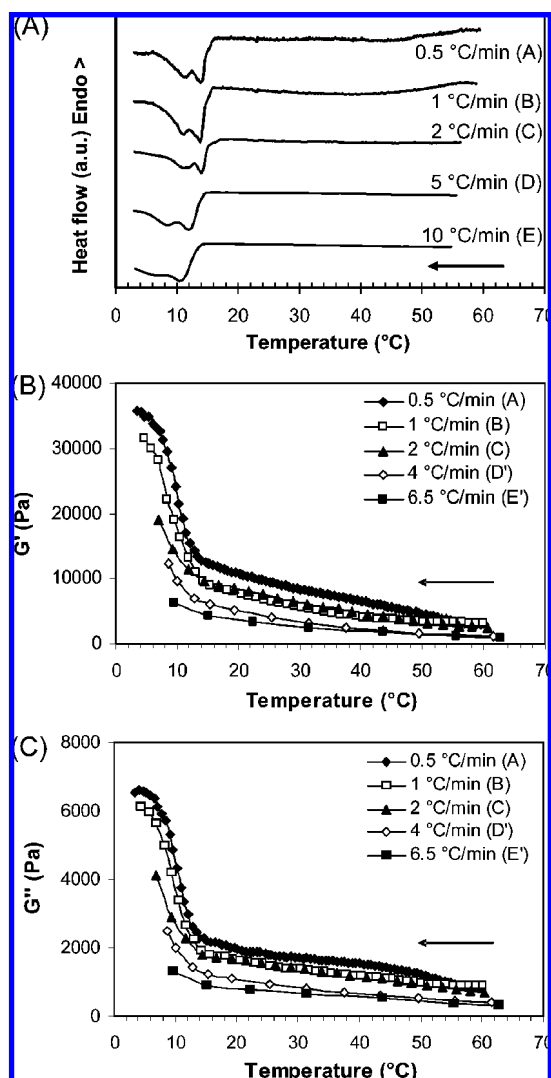 (A)
Heat flow (a.u.) Endo >
0.5 °C/min (A)
1 °C/min (B)
2 °C/min (C)
5 °C/min (D)
10 °C/min (E)
0 10 20 30 40 50 60 70
Temperature (°C)
(B)
G' (Pa)
40000
30000
20000
10000
0
0.5 °C/min (A)
1 °C/min (B)
2 °C/min (C)
4 °C/min (D')
6.5 °C/min (E')
0 10 20 30 40 50 60 70
Temperature (°C)
(C)
G'' (Pa)
8000
6000
4000
2000
0
0.5 °C/min (A)
1 °C/min (B)
2 °C/min (C)
4 °C/min (D')
6.5 °C/min (E')
0 10 20 30 40 50 60 70
Temperature (°C)